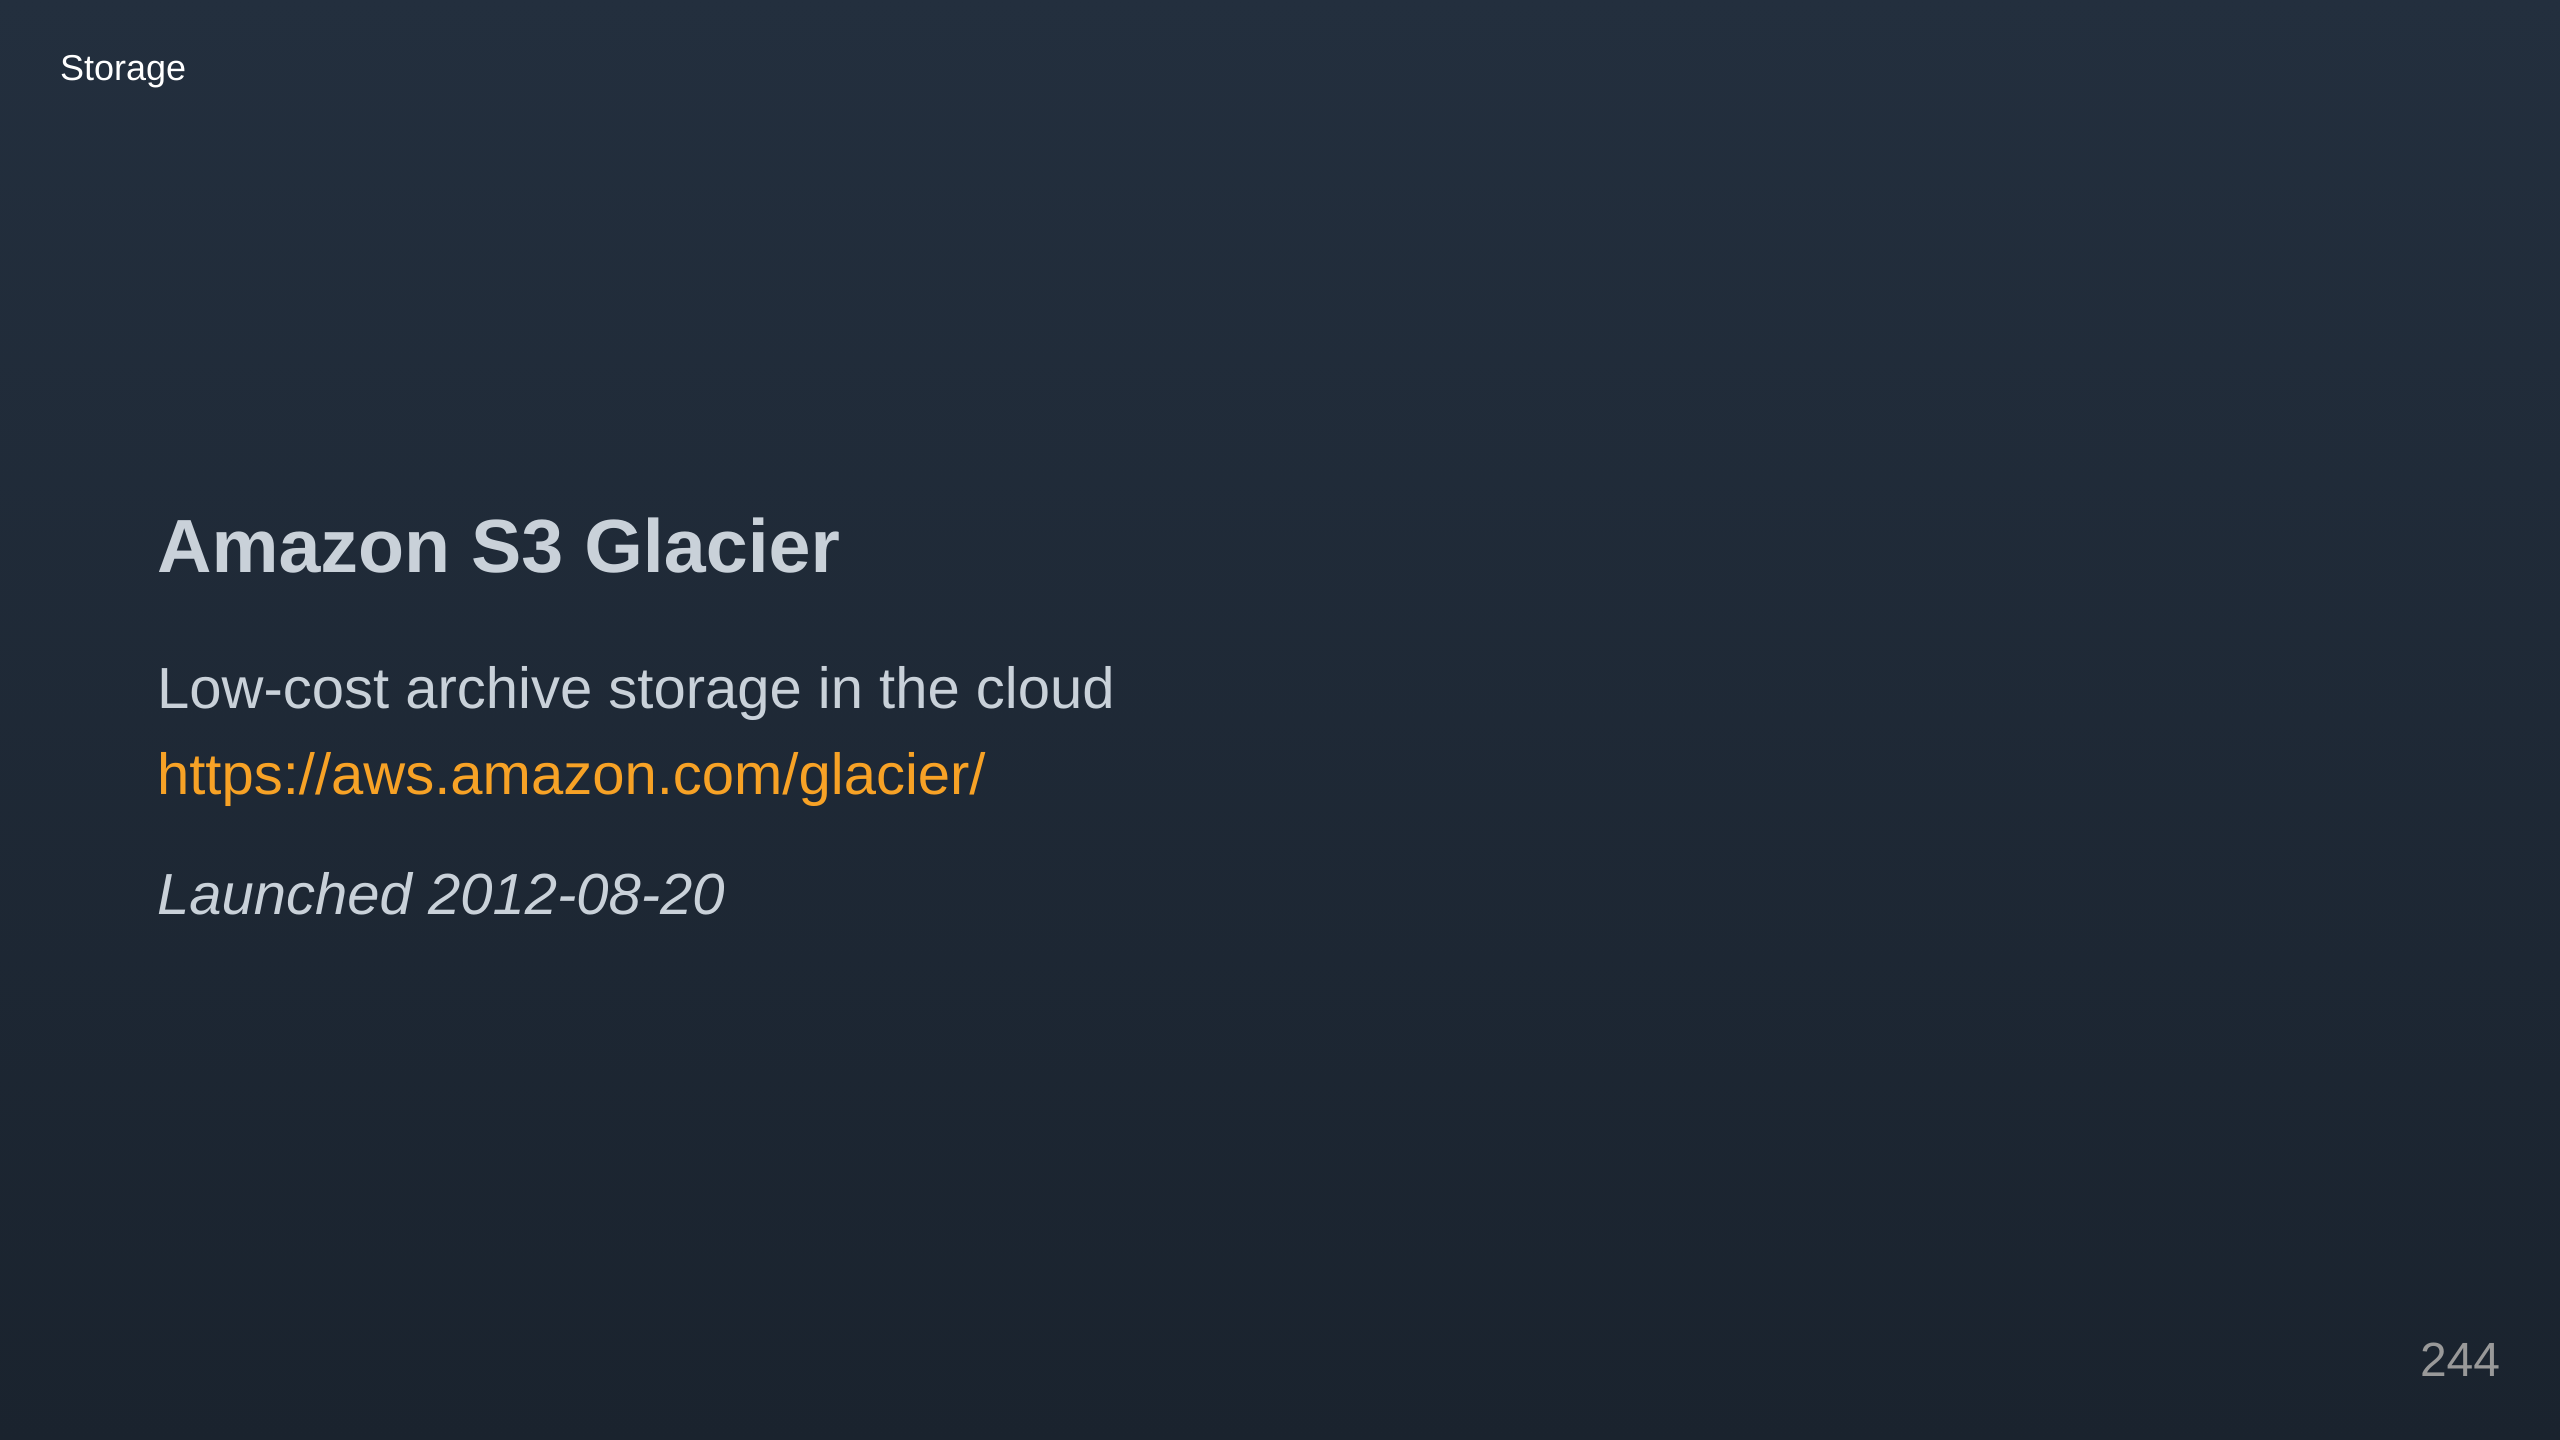 Storage
Amazon S3 Glacier
Low-cost archive storage in the cloud
https://aws.amazon.com/glacier/
Launched 2012-08-20
244